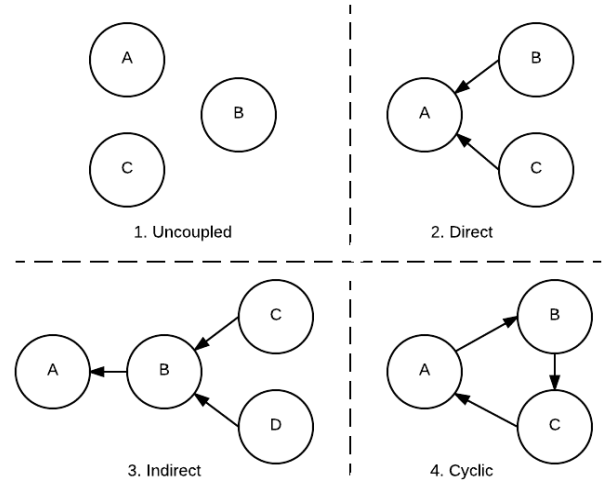 A
B
C
1. Uncoupled
B
A
C
2. Direct
C
A
B
D
3. Indirect
B
A
C
4. Cyclic